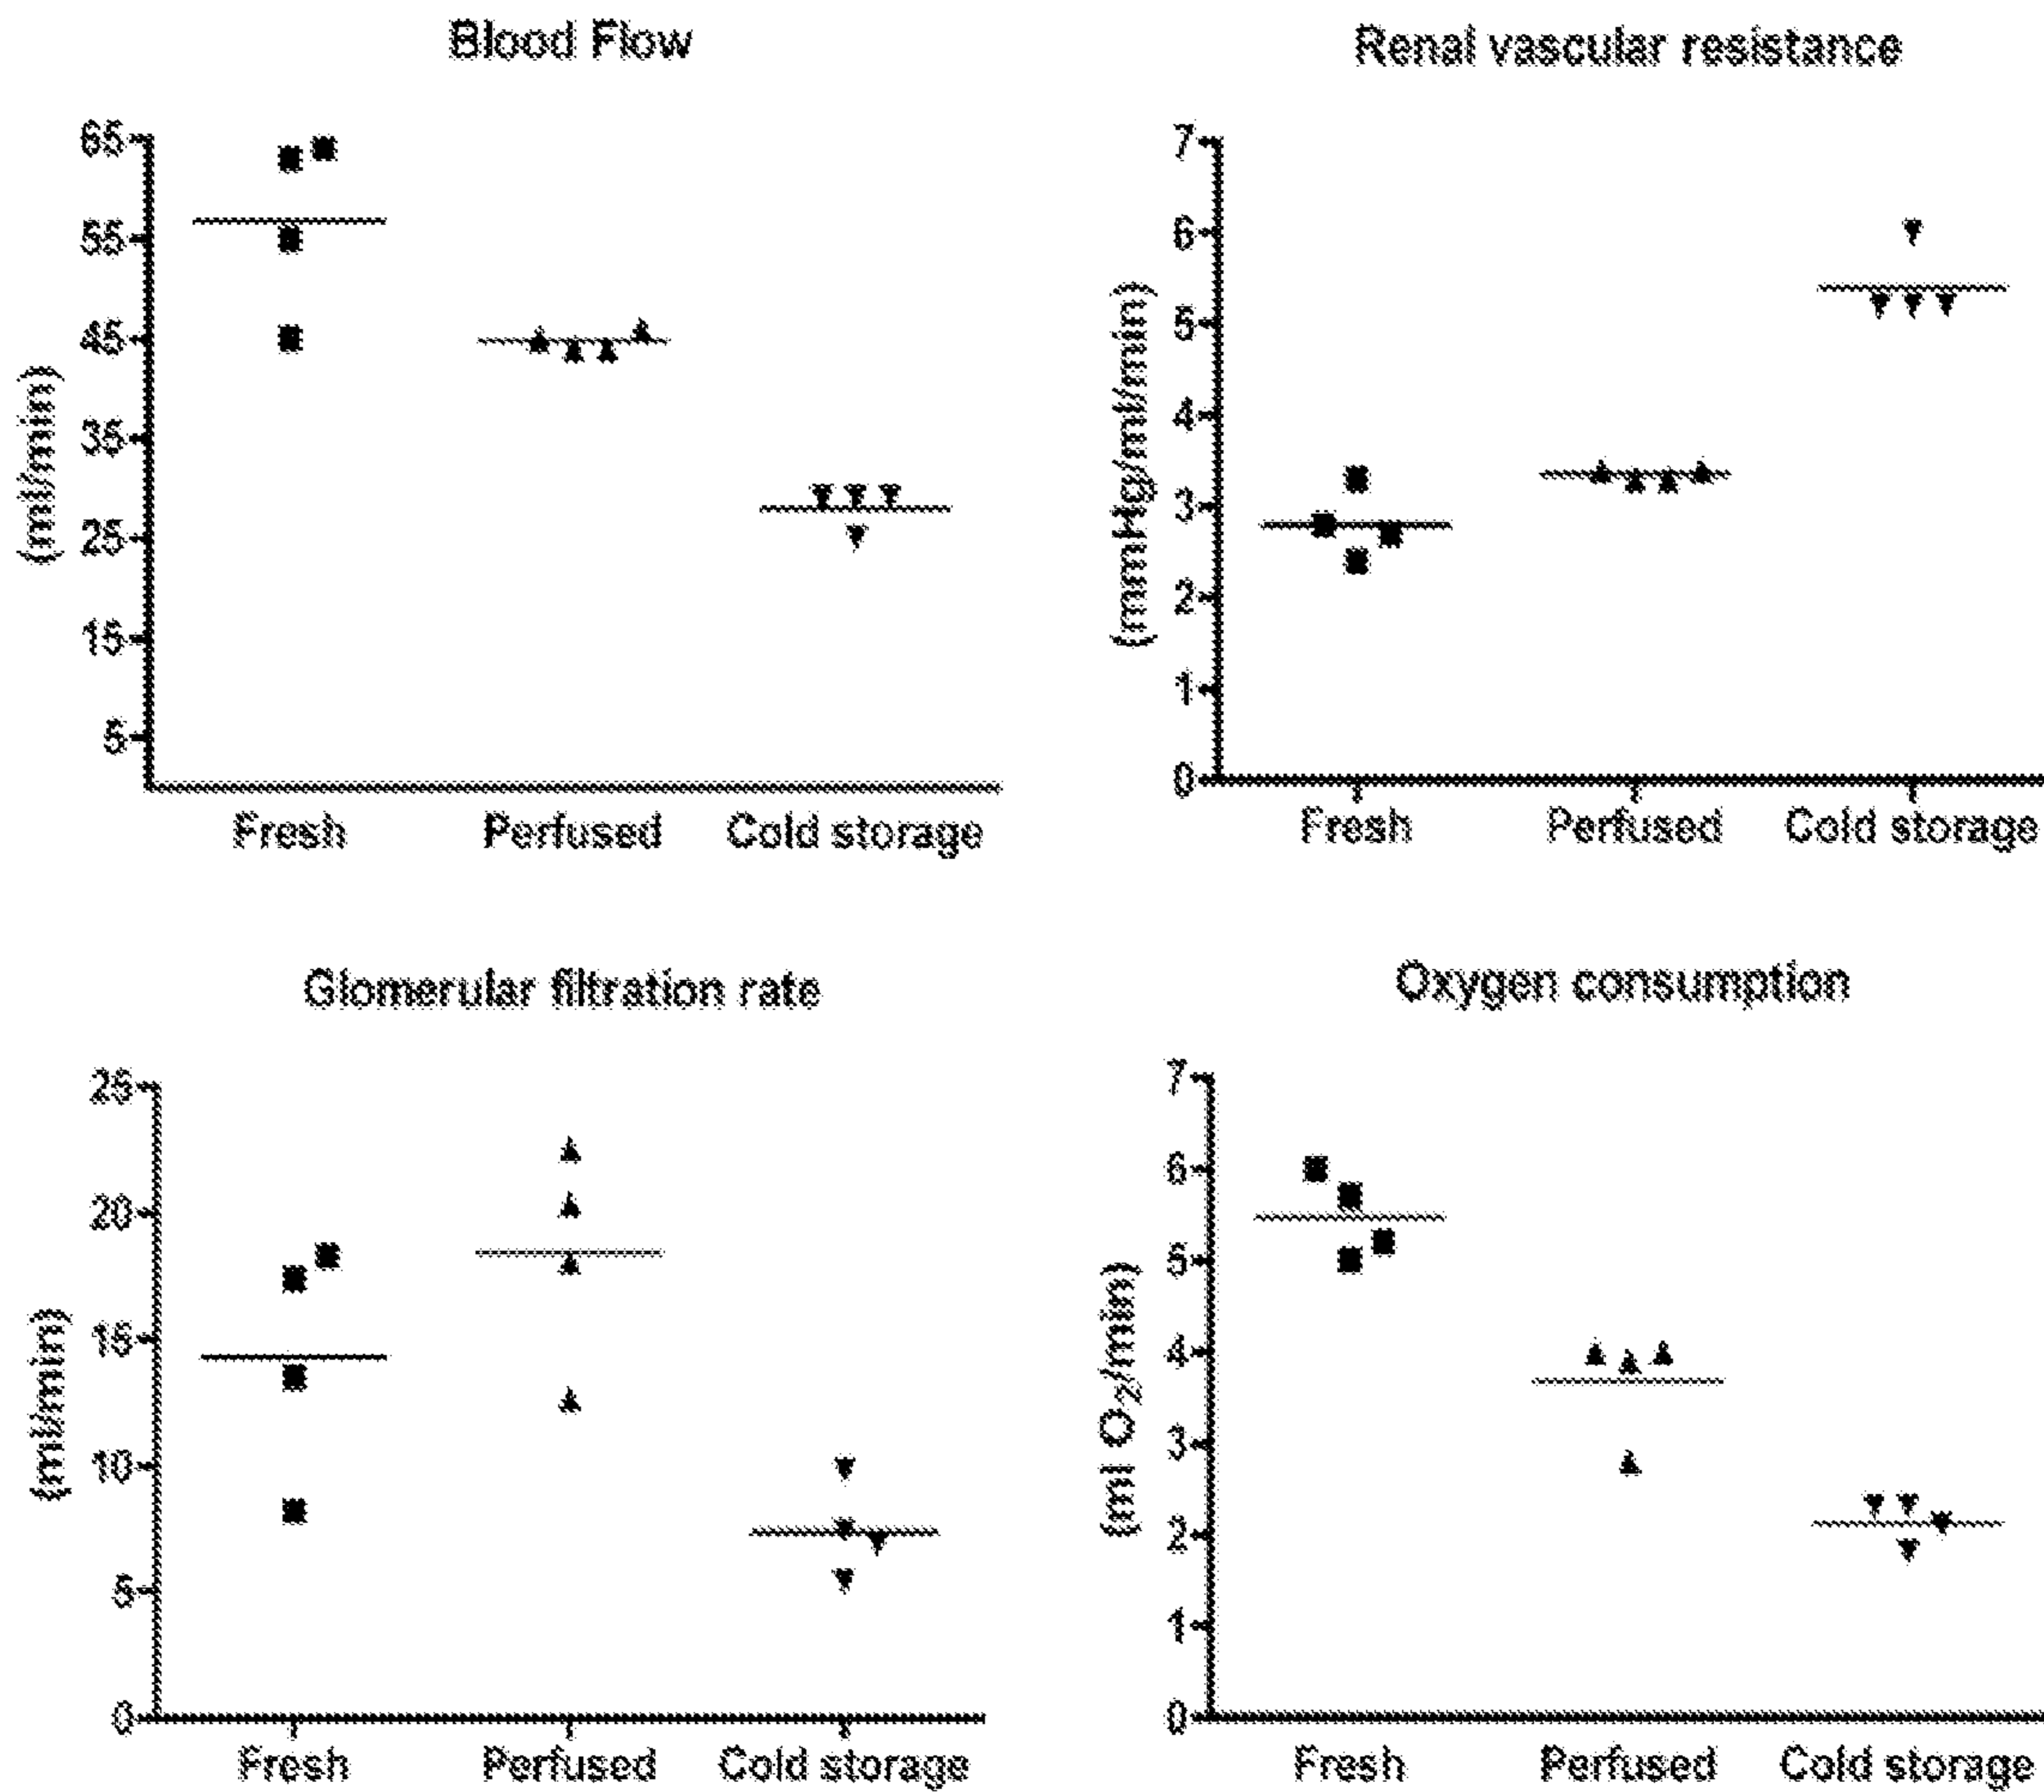 Blood Flow
65
55
45
35
25
15
5
(ml/min)
Fresh Perfused Cold storage
Renal vascular resistance
7
6
5
4
3
2
1
0
(mmHg/ml/min)
Fresh Perfused Cold storage
Glomerular filtration rate
25
20
15
10
5
0
(ml/min)
Fresh Perfused Cold storage
Oxygen consumption
7
6
5
4
3
2
1
0
(ml O₂/min)
Fresh Perfused Cold storage